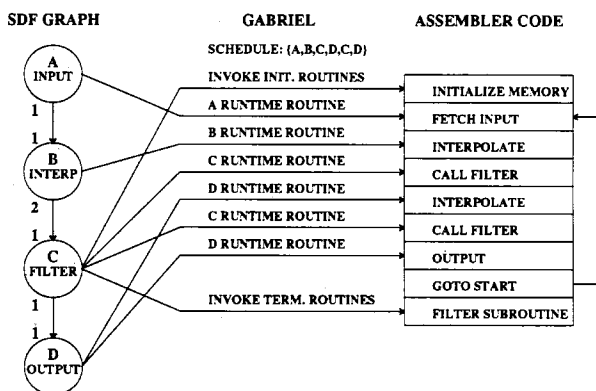 SDF GRAPH GABRIEL ASSEMBLER CODE
SCHEDULE: {A,B,C,D,C,D}
A
INPUT
1
1
B
INTERP
2
1
C
FILTER
1
1
D
OUTPUT
INVOKE INIT. ROUTINES
A RUNTIME ROUTINE
B RUNTIME ROUTINE
C RUNTIME ROUTINE
D RUNTIME ROUTINE
C RUNTIME ROUTINE
D RUNTIME ROUTINE
INVOKE TERM. ROUTINES
INITIALIZE MEMORY
FETCH INPUT
INTERPOLATE
CALL FILTER
INTERPOLATE
CALL FILTER
OUTPUT
GOTO START
FILTER SUBROUTINE